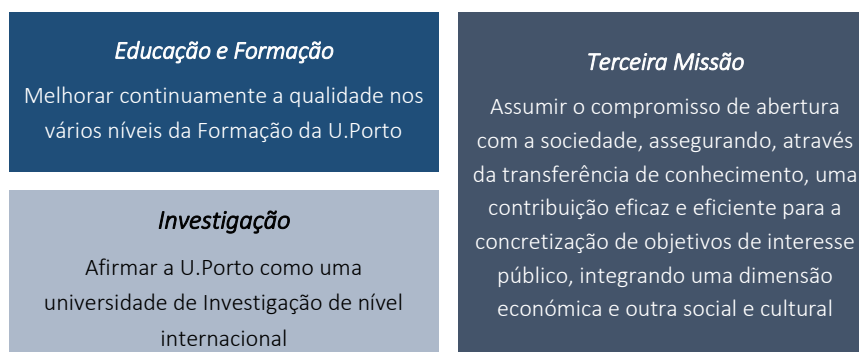 Educação e Formação
Melhorar continuamente a qualidade nos
vários níveis da Formação da U.Porto
Investigação
Afirmar a U.Porto como uma
universidade de Investigação de nível
internacional
Terceira Missão
Assumir o compromisso de abertura
com a sociedade, assegurando, através
da transferência de conhecimento, uma
contribuição eficaz e eficiente para a
concretização de objetivos de interesse
público, integrando uma dimensão
económica e outra social e cultural